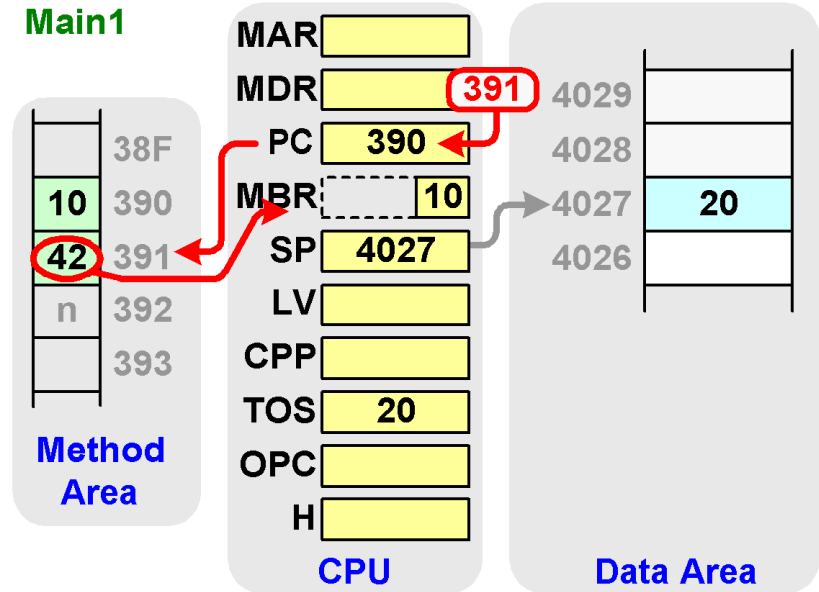 Main1
38F
10 390
42 391
n 392
393
Method
Area
MAR
MDR 391
PC 390
MBR 10
SP 4027
LV
CPP
TOS 20
OPC
H
CPU
4029
4028
4027 20
4026
Data Area